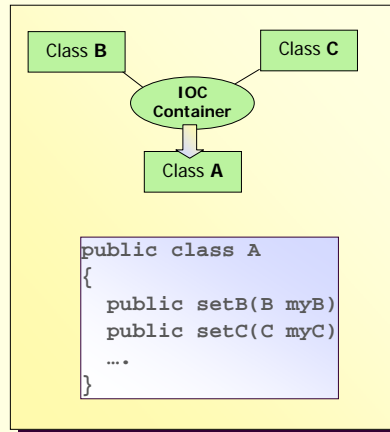 Class B
Class C
IOC
Container
Class A
public class A
{
public setB(B myB)
public setC(C myC)
….
}